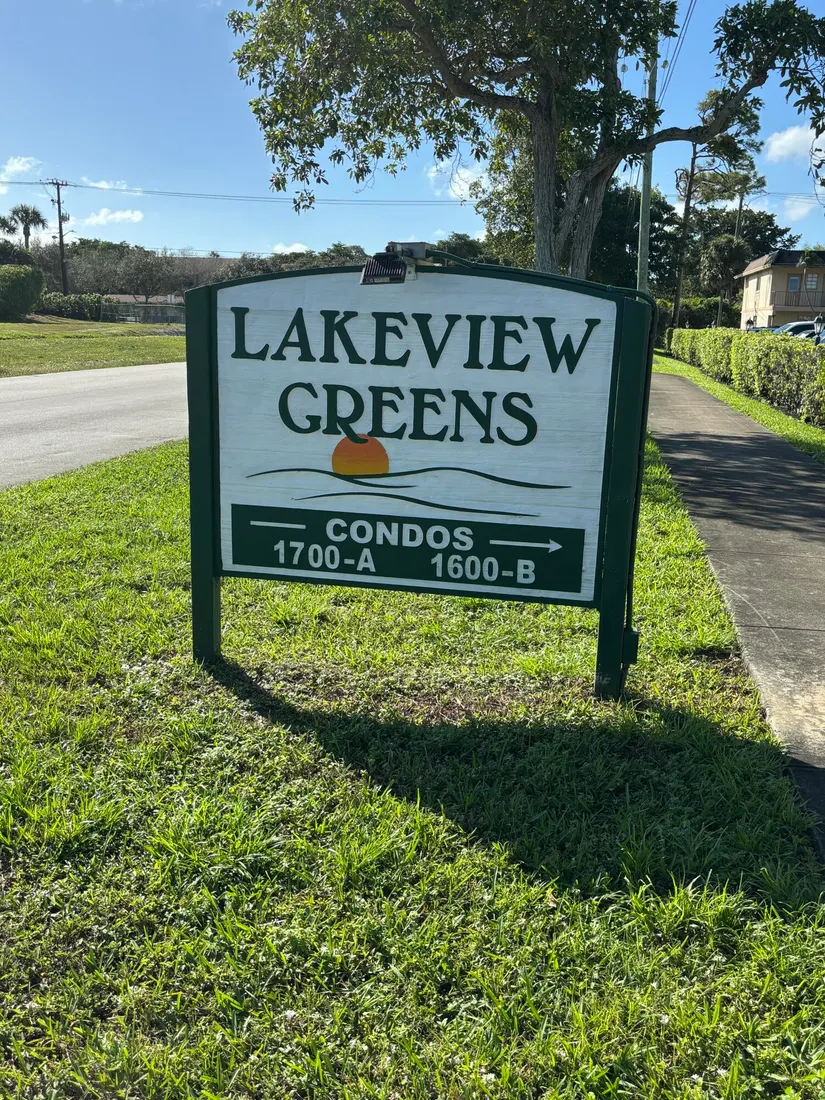 LAKEVIEW
GREENS
CONDOS
1700-A 1600-B